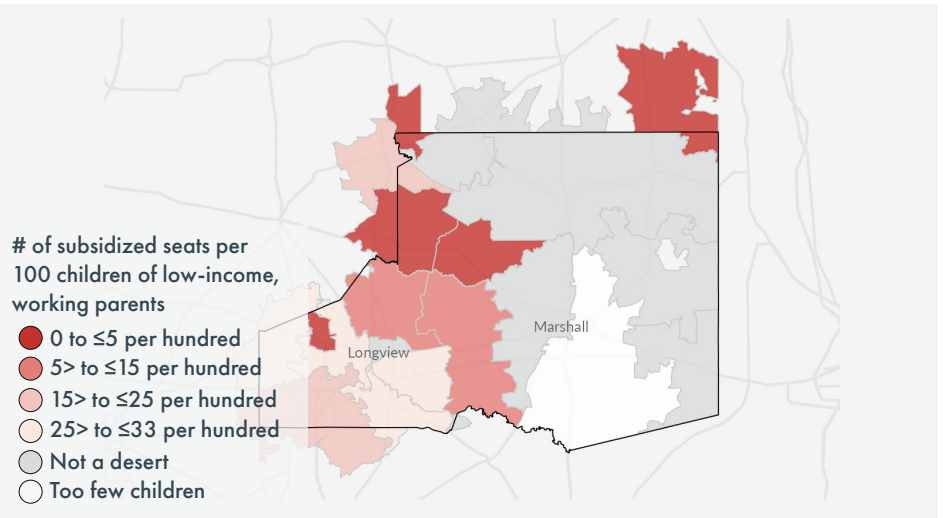 # of subsidized seats per
100 children of low-income,
working parents
0 to ≤5 per hundred
5> to ≤15 per hundred
15> to ≤25 per hundred
25> to ≤33 per hundred
Not a desert
Too few children
Marshall
Longview